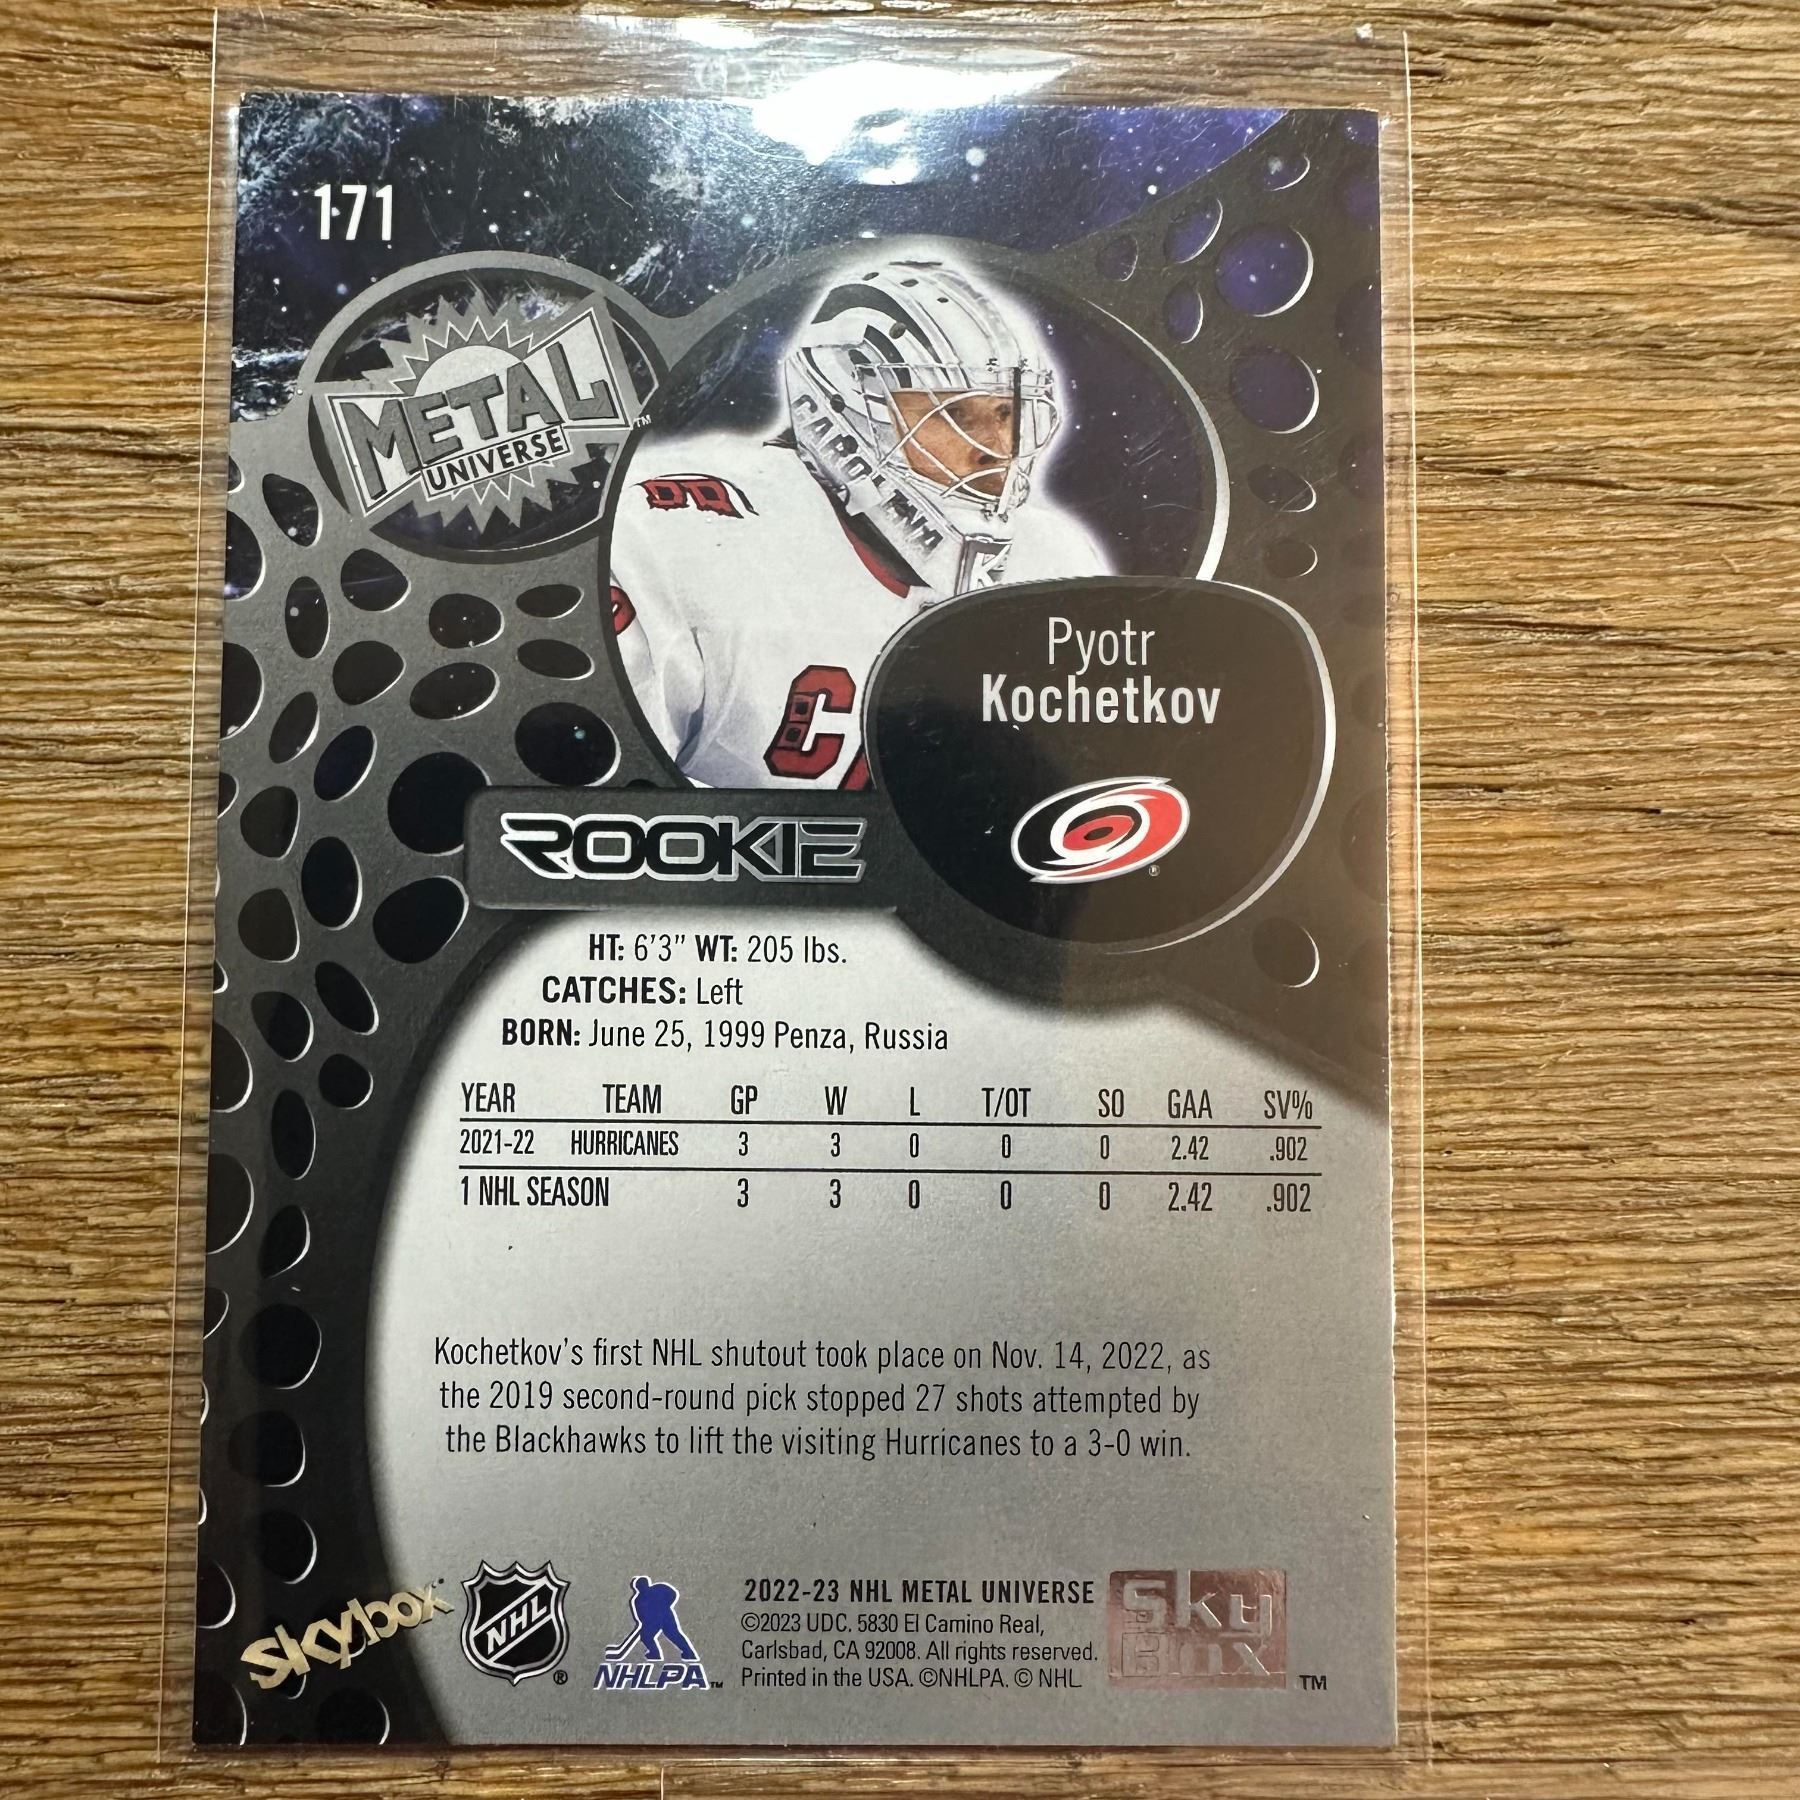 171
METAL
UNIVERSE
TM
CAROLINA
C
Pyotr
Kochetkov
ROOKIE
HT: 6'3" WT: 205 lbs.
CATCHES: Left
BORN: June 25, 1999 Penza, Russia
YEAR TEAM GP W L T/OT SO GAA SV%
2021-22 HURRICANES 3 3 0 0 0 2.42 .902
1 NHL SEASON 3 3 0 0 0 2.42 .902
Kochetkov's first NHL shutout took place on Nov. 14, 2022, as
the 2019 second-round pick stopped 27 shots attempted by
the Blackhawks to lift the visiting Hurricanes to a 3-0 win.
skybox
NHL ®
NHLPA TM
2022-23 NHL METAL UNIVERSE
©2023 UDC. 5830 El Camino Real,
Carlsbad, CA 92008. All rights reserved.
Printed in the USA. ©NHLPA. © NHL
Sky
Box TM